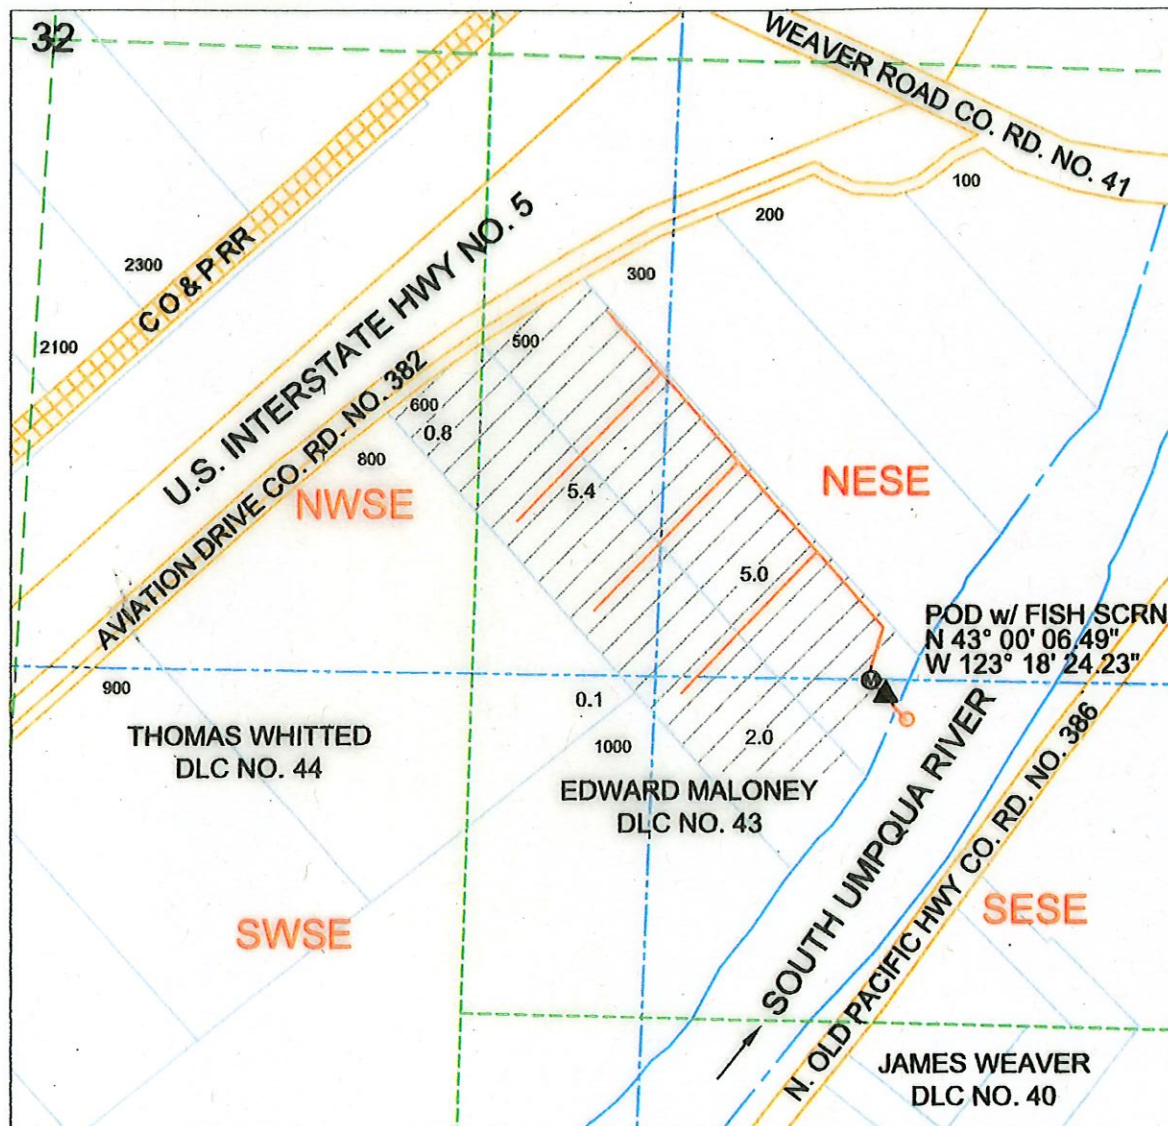 32
WEAVER ROAD CO. RD. NO. 41
100
200
2300
C O & P RR
U.S. INTERSTATE HWY NO. 5
300
2100
500
AVIATION DRIVE CO. RD. NO. 382
600
0.8
800
NWSE
5.4
NESE
5.0
POD w/ FISH SCRN
N 43° 00' 06.49"
W 123° 18' 24.23"
M
900
0.1
THOMAS WHITTED
DLC NO. 44
1000
2.0
EDWARD MALONEY
DLC NO. 43
SOUTH UMPQUA RIVER
N. OLD PACIFIC HWY CO. RD. NO. 386
SWSE
SESE
JAMES WEAVER
DLC NO. 40